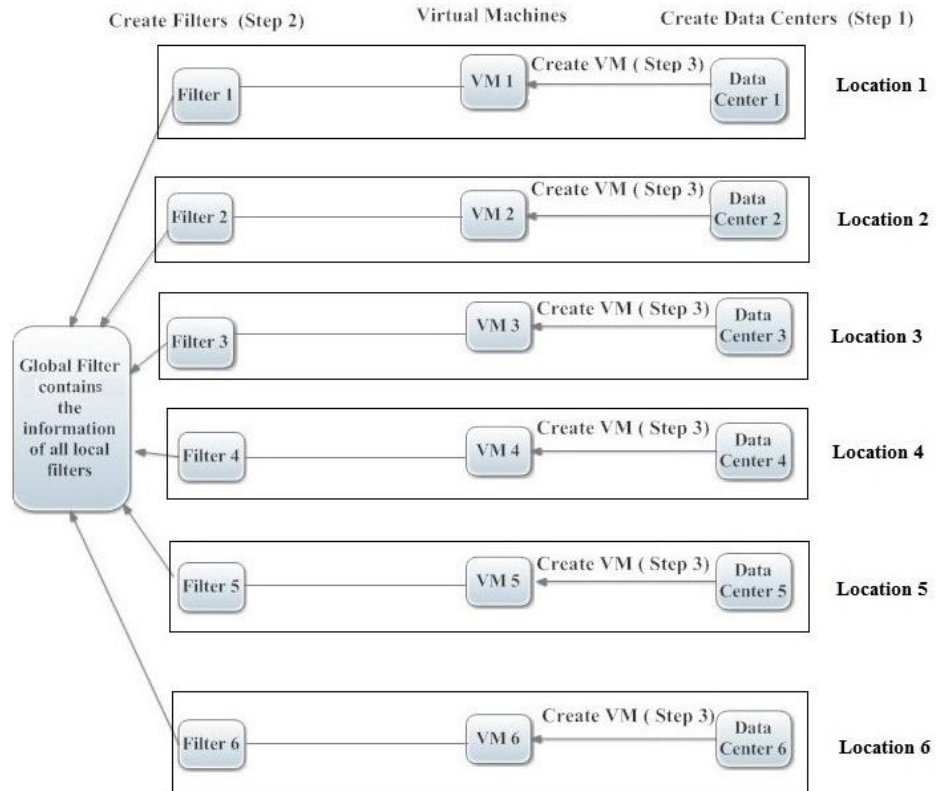 Create Filters (Step 2)
Virtual Machines
Create Data Centers (Step 1)
Filter 1
VM 1
Create VM ( Step 3)
Data
Center 1
Location 1
Filter 2
VM 2
Create VM ( Step 3)
Data
Center 2
Location 2
Filter 3
VM 3
Create VM ( Step 3)
Data
Center 3
Location 3
Global Filter
contains
the
information
of all local
filters
Filter 4
VM 4
Create VM ( Step 3)
Data
Center 4
Location 4
Filter 5
VM 5
Create VM ( Step 3)
Data
Center 5
Location 5
Filter 6
VM 6
Create VM ( Step 3)
Data
Center 6
Location 6